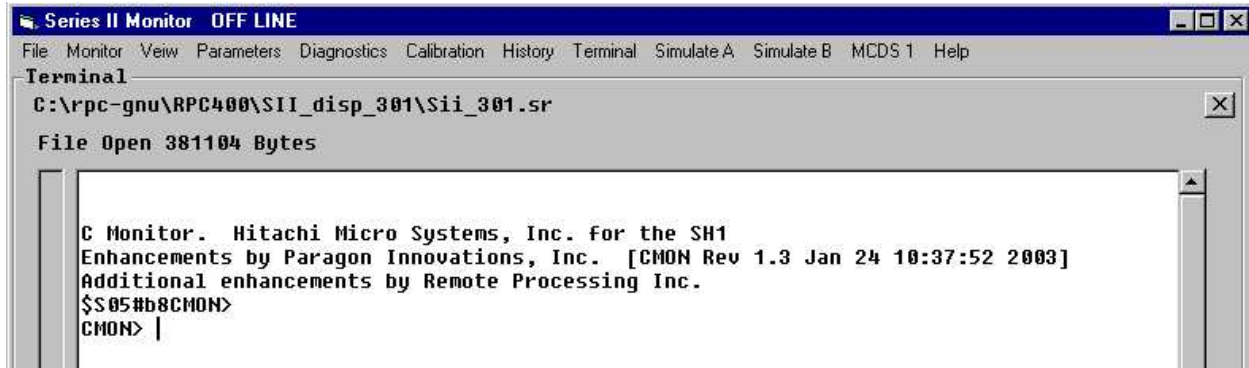 Series II Monitor OFF LINE
File Monitor Veiw Parameters Diagnostics Calibration History Terminal Simulate A Simulate B MCDS 1 Help
Terminal
C:\rpc-gnu\RPC400\SII_disp_301\Sii_301.sr
File Open 381104 Bytes
C Monitor. Hitachi Micro Systems, Inc. for the SH1
Enhancements by Paragon Innovations, Inc. [CMON Rev 1.3 Jan 24 10:37:52 2003]
Additional enhancements by Remote Processing Inc.
$S05#b8CMON>
CMON>